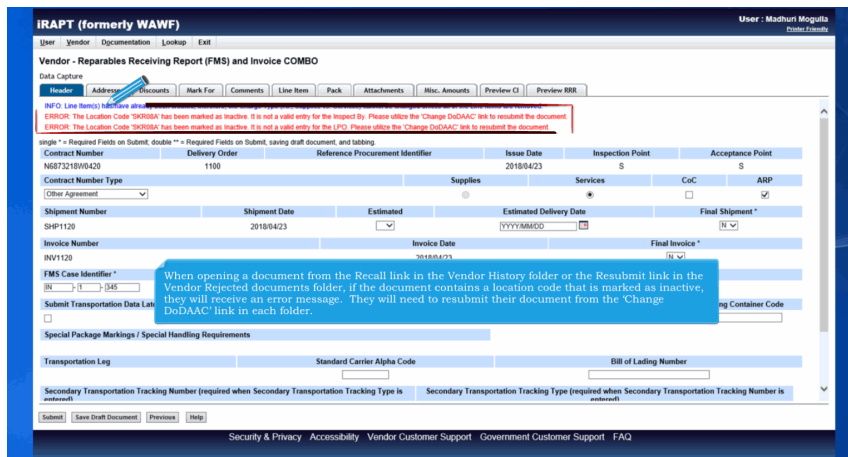 iRAPT (formerly WAWF)
User : Madhuri Mogulla
Printer Friendly
User Vendor Documentation Lookup Exit
Vendor - Reparables Receiving Report (FMS) and Invoice COMBO
Data Capture
Header Addresses Discounts Mark For Comments Line Item Pack Attachments Misc. Amounts Preview CI Preview RRR
INFO: Line Item(s) has/have already
ERROR: The Location Code 'SKR08A' has been marked as Inactive. It is not a valid entry for the Inspect By. Please utilize the 'Change DoDAAC' link to resubmit the document.
ERROR: The Location Code 'SKR08A' has been marked as Inactive. It is not a valid entry for the LPO. Please utilize the 'Change DoDAAC' link to resubmit the document.
single * = Required Fields on Submit, double ** = Required Fields on Submit, saving draft document, and tabbing.
Contract Number Delivery Order Reference Procurement Identifier Issue Date Inspection Point Acceptance Point
N6873218W0420 1100 2018/04/23 S S
Contract Number Type Supplies Services CoC ARP
Other Agreement
Shipment Number Shipment Date Estimated Estimated Delivery Date Final Shipment *
SHP1120 2018/04/23 YYYY/MM/DD N
Invoice Number Invoice Date Final Invoice *
INV1120 2018/04/23 N
FMS Case Identifier *
IN - 1 - 345
When opening a document from the Recall link in the Vendor History folder or the Resubmit link in the
Vendor Rejected documents folder, if the document contains a location code that is marked as inactive,
they will receive an error message. They will need to resubmit their document from the 'Change
DoDAAC' link in each folder.
Submit Transportation Data Late
ng Container Code
Special Package Markings / Special Handling Requirements
Transportation Leg Standard Carrier Alpha Code Bill of Lading Number
Secondary Transportation Tracking Number (required when Secondary Transportation Tracking Type is
entered)
Secondary Transportation Tracking Type (required when Secondary Transportation Tracking Number is
entered)
Submit Save Draft Document Previous Help
Security & Privacy Accessibility Vendor Customer Support Government Customer Support FAQ